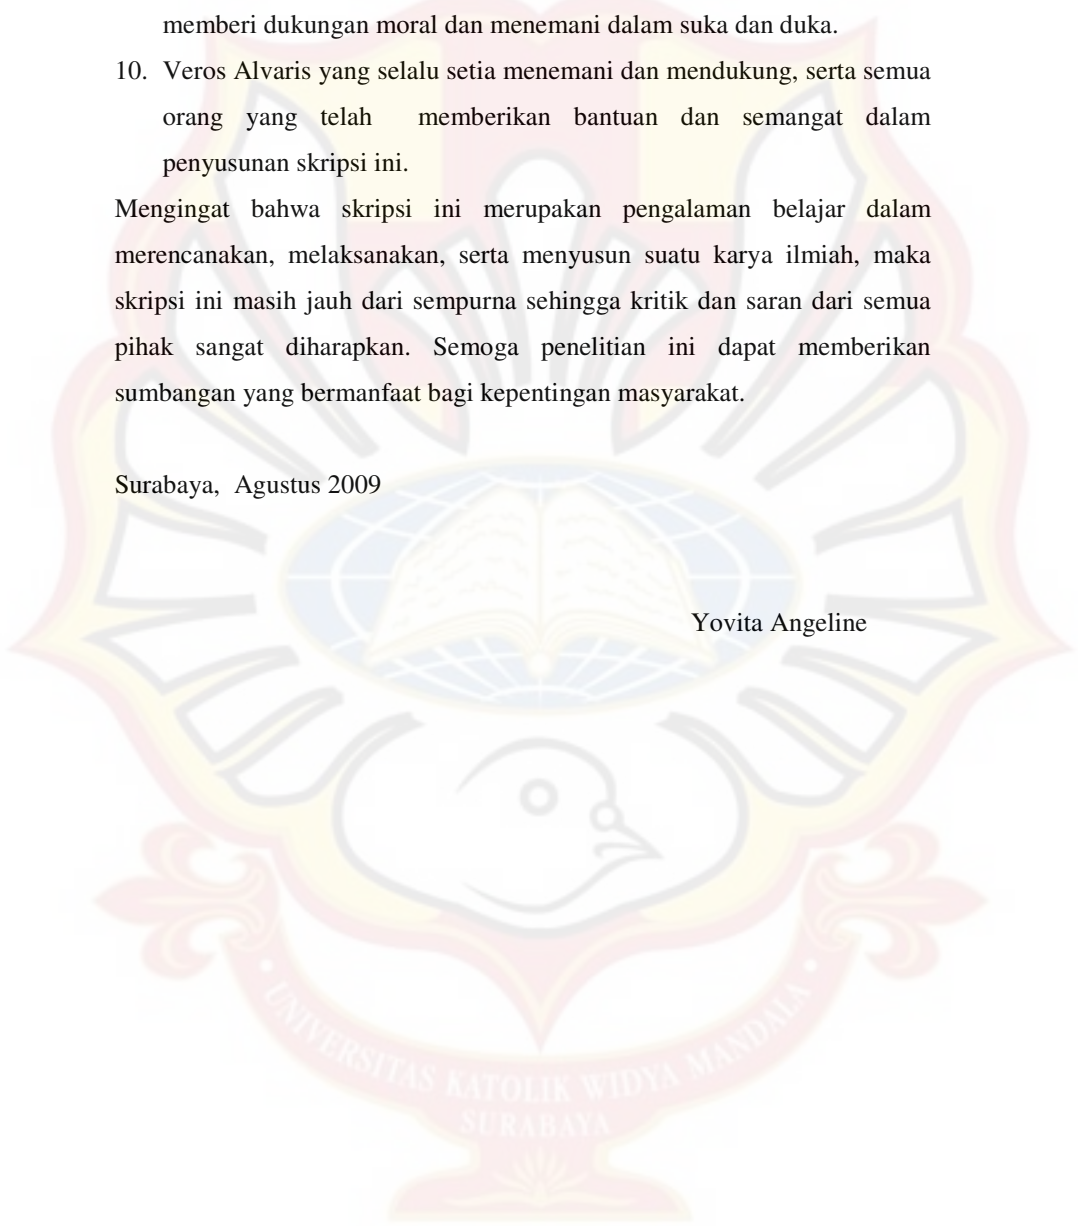 memberi dukungan moral dan menemani dalam suka dan duka.
10. Veros Alvaris yang selalu setia menemani dan mendukung, serta semua
orang yang telah memberikan bantuan dan semangat dalam
penyusunan skripsi ini.
Mengingat bahwa skripsi ini merupakan pengalaman belajar dalam
merencanakan, melaksanakan, serta menyusun suatu karya ilmiah, maka
skripsi ini masih jauh dari sempurna sehingga kritik dan saran dari semua
pihak sangat diharapkan. Semoga penelitian ini dapat memberikan
sumbangan yang bermanfaat bagi kepentingan masyarakat.
Surabaya, Agustus 2009
Yovita Angeline
UNIVERSITAS KATOLIK WIDYA MANDALA
SURABAYA